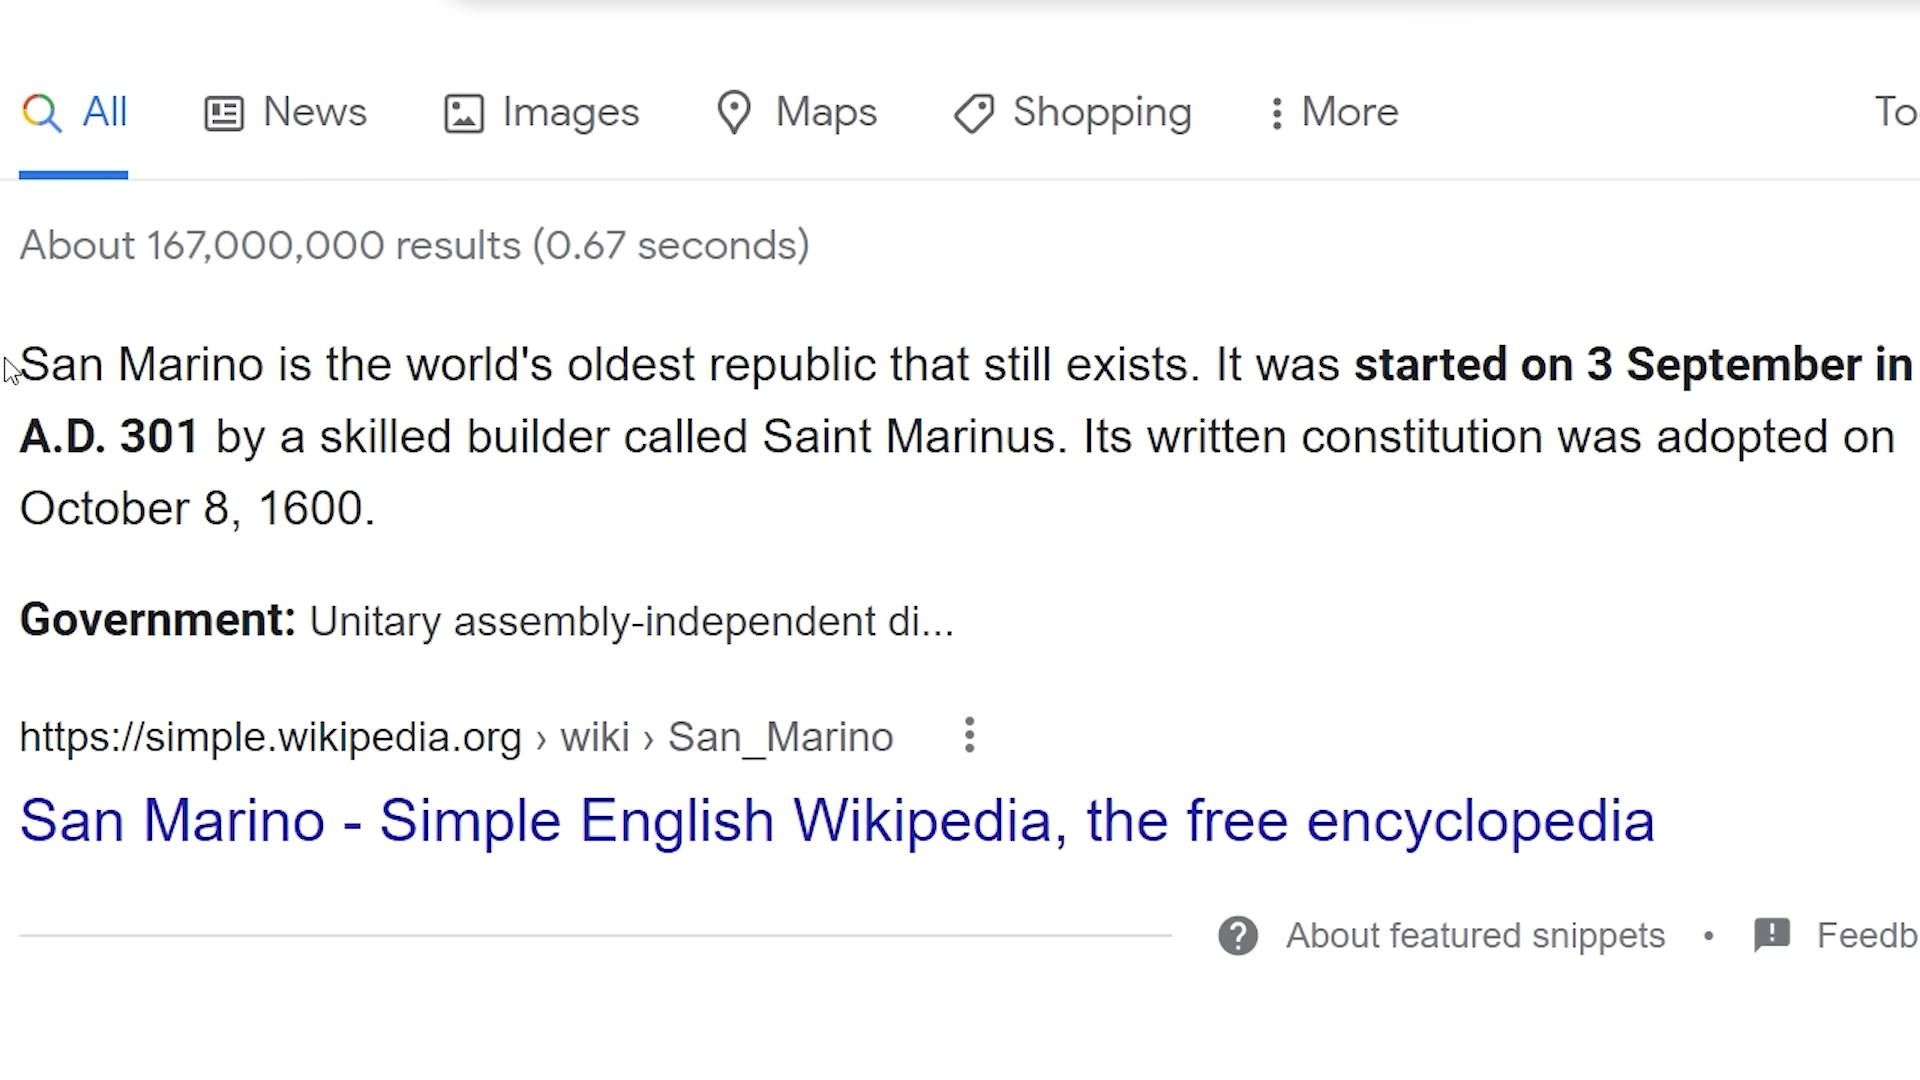 All News Images Maps Shopping More To
About 167,000,000 results (0.67 seconds)
San Marino is the world's oldest republic that still exists. It was started on 3 September in
A.D. 301 by a skilled builder called Saint Marinus. Its written constitution was adopted on
October 8, 1600.
Government: Unitary assembly-independent di...
https://simple.wikipedia.org › wiki › San_Marino
San Marino - Simple English Wikipedia, the free encyclopedia
About featured snippets • Feedb